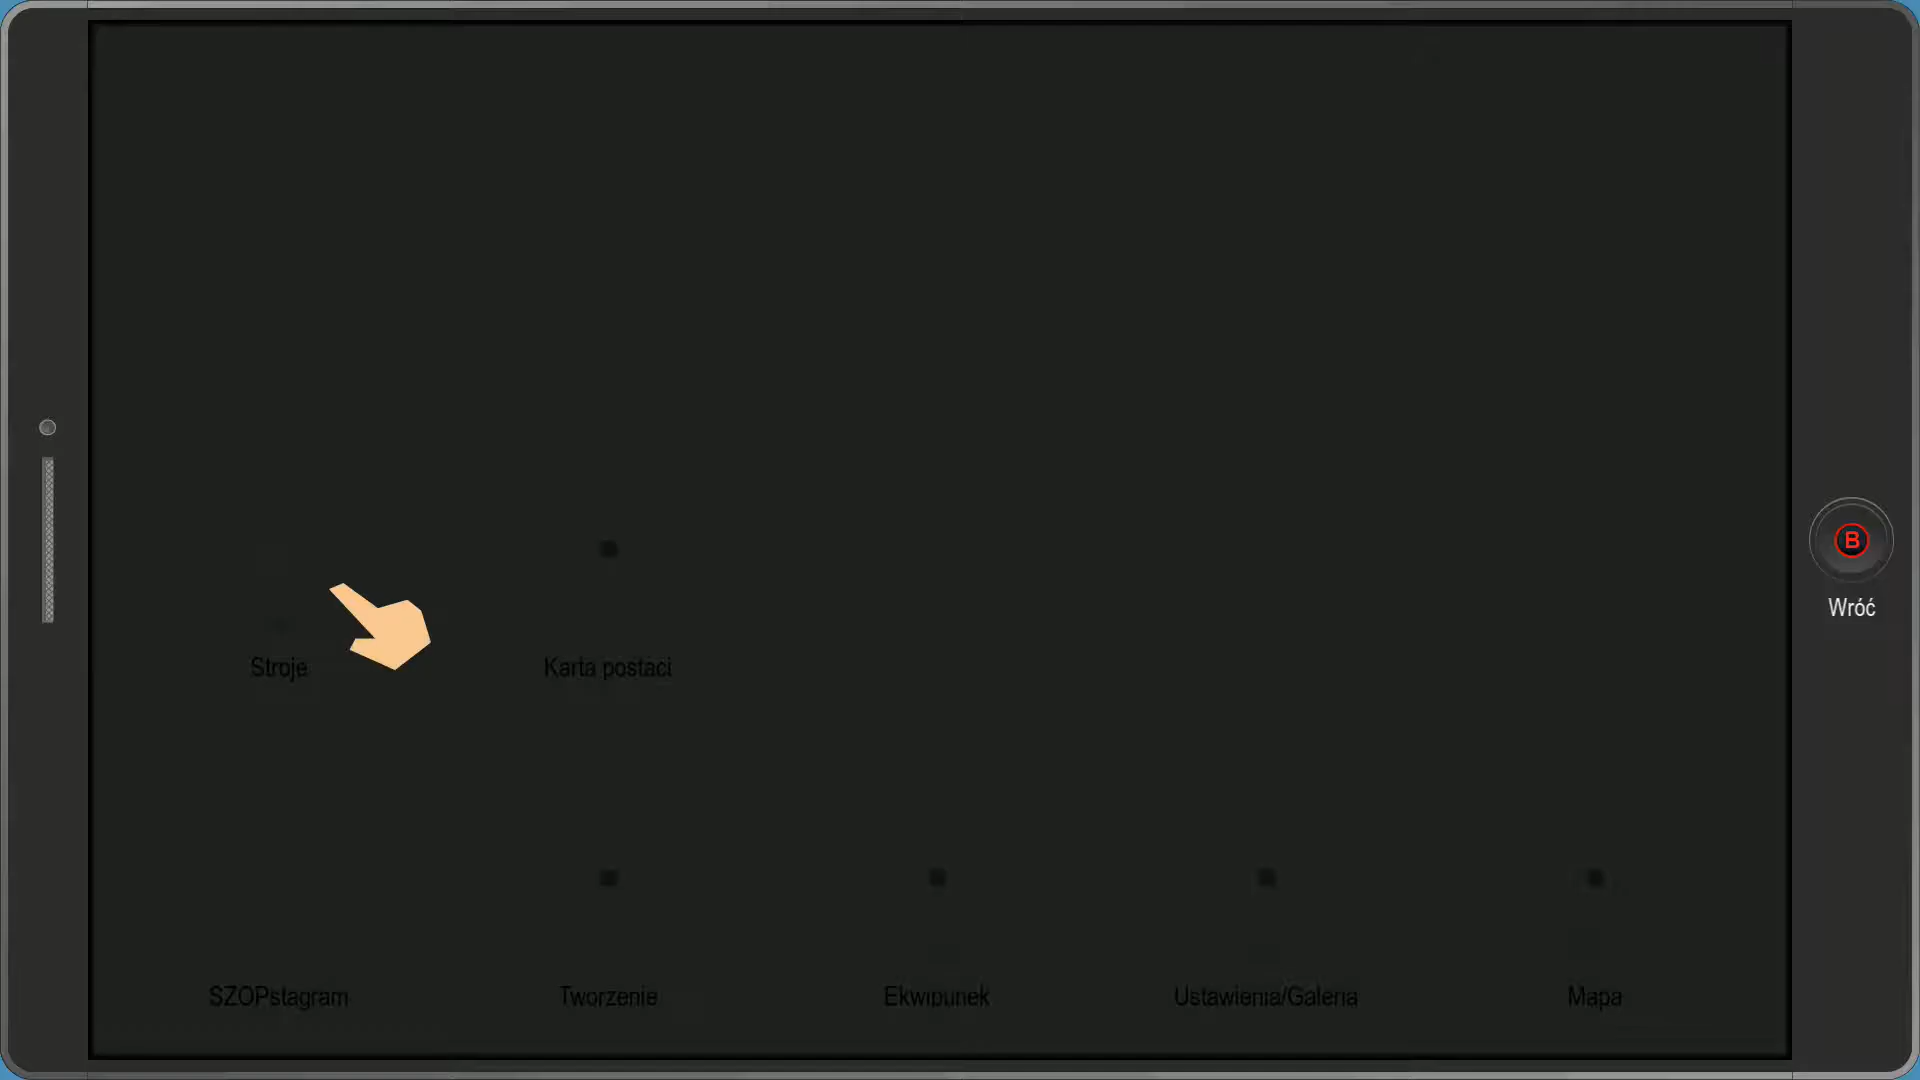 B
Wróć
Stroje
Karta postaci
SZOPstagram
Tworzenie
Ekwipunek
Ustawienia/Galeria
Mapa